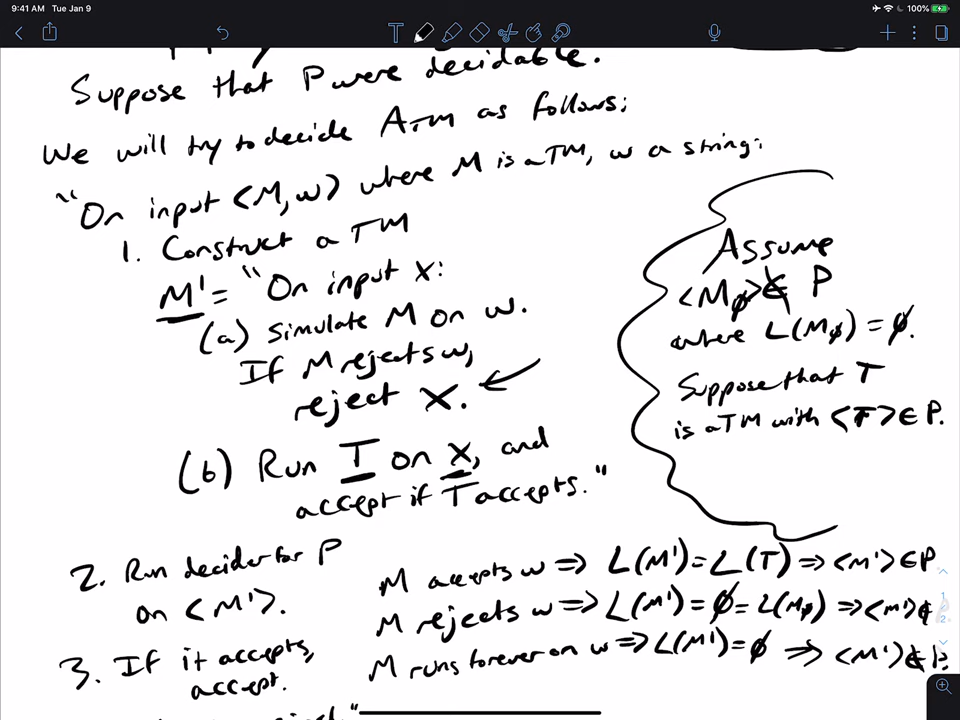 9:41 AM Tue Jan 9
100%
Suppose that P were decidable.
We will try to decide ATM as follows:
"On input <M, w> where M is a TM, w a string:
1. Construct a TM
M' = "On input x:
(a) Simulate M on w.
If M rejects w,
reject x.
(b) Run T on x, and
accept if T accepts."
2. Run decider for P
on <M'>.
3. If it accepts,
accept.
Assume
<M∅> ∉ P
where L(M∅) = ∅.
Suppose that T
is a TM with <T> ∈ P.
M accepts w => L(M') = L(T) => <M'> ∈ P
M rejects w => L(M') = ∅ = L(M∅) => <M'> ∉
M runs forever on w => L(M') = ∅ => <M'> ∉ P.